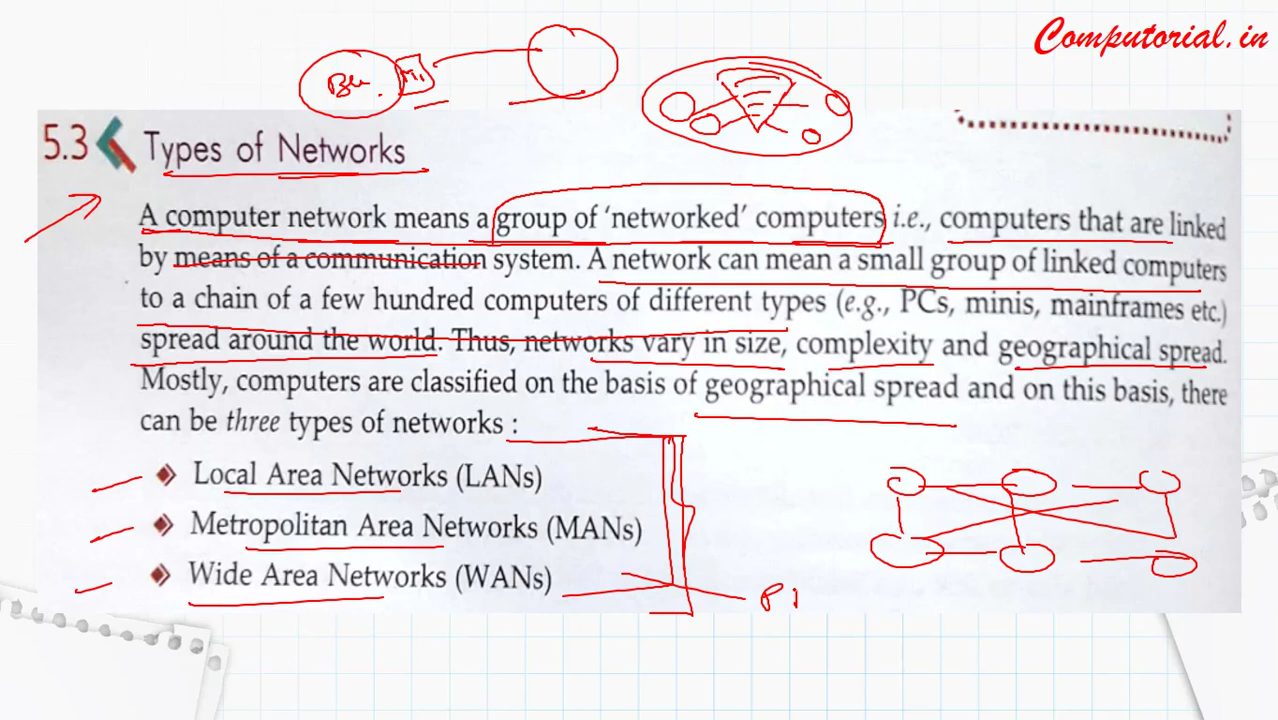 Computorial.in
5.3 Types of Networks
A computer network means a group of 'networked' computers i.e., computers that are linked
by means of a communication system. A network can mean a small group of linked computers
to a chain of a few hundred computers of different types (e.g., PCs, minis, mainframes etc.)
spread around the world. Thus, networks vary in size, complexity and geographical spread.
Mostly, computers are classified on the basis of geographical spread and on this basis, there
can be three types of networks :
Local Area Networks (LANs)
Metropolitan Area Networks (MANs)
Wide Area Networks (WANs)